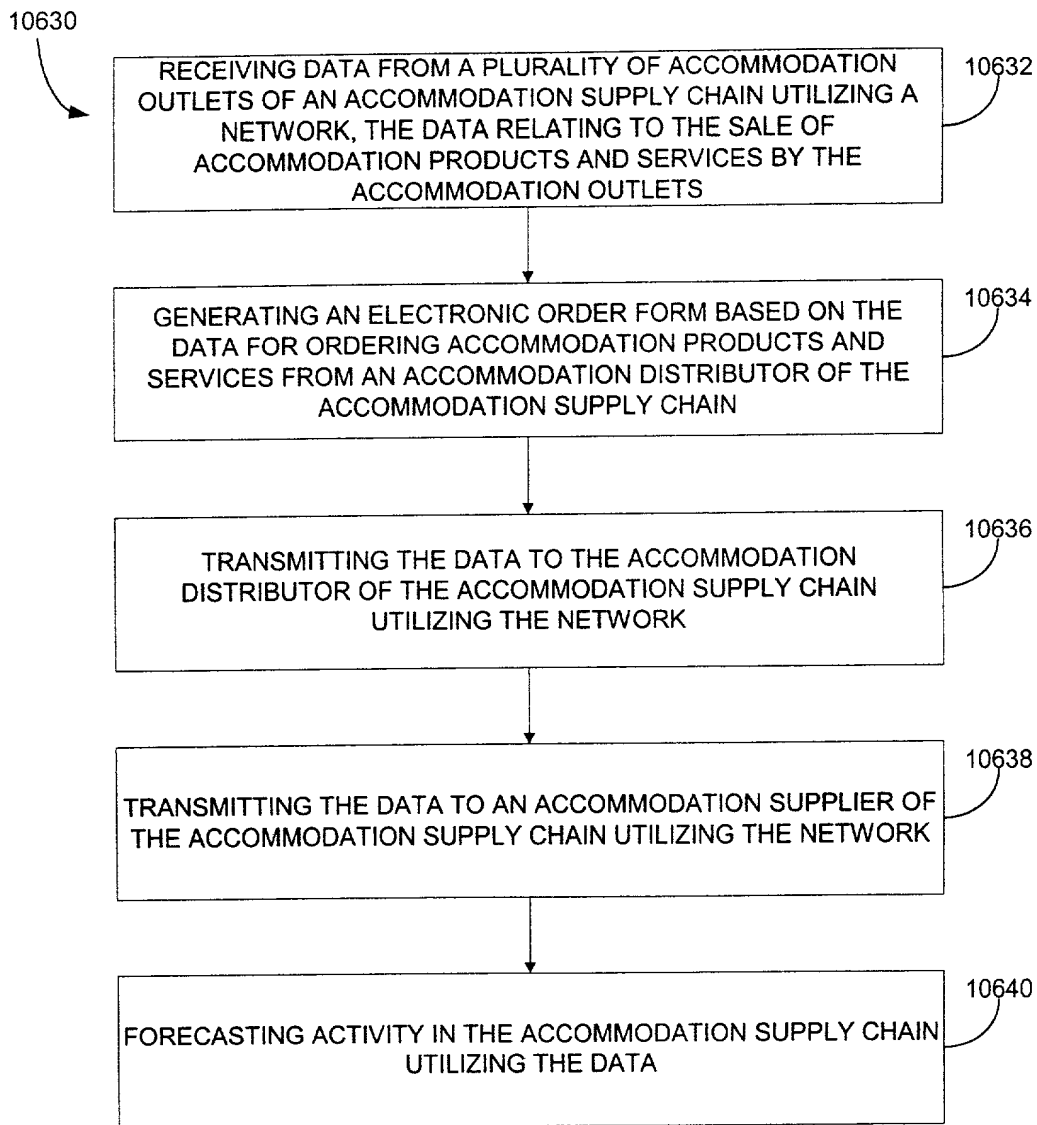 10630
RECEIVING DATA FROM A PLURALITY OF ACCOMMODATION
OUTLETS OF AN ACCOMMODATION SUPPLY CHAIN UTILIZING A
NETWORK, THE DATA RELATING TO THE SALE OF
ACCOMMODATION PRODUCTS AND SERVICES BY THE
ACCOMMODATION OUTLETS
10632
GENERATING AN ELECTRONIC ORDER FORM BASED ON THE
DATA FOR ORDERING ACCOMMODATION PRODUCTS AND
SERVICES FROM AN ACCOMMODATION DISTRIBUTOR OF THE
ACCOMMODATION SUPPLY CHAIN
10634
TRANSMITTING THE DATA TO THE ACCOMMODATION
DISTRIBUTOR OF THE ACCOMMODATION SUPPLY CHAIN
UTILIZING THE NETWORK
10636
TRANSMITTING THE DATA TO AN ACCOMMODATION SUPPLIER OF
THE ACCOMMODATION SUPPLY CHAIN UTILIZING THE NETWORK
10638
FORECASTING ACTIVITY IN THE ACCOMMODATION SUPPLY CHAIN
UTILIZING THE DATA
10640